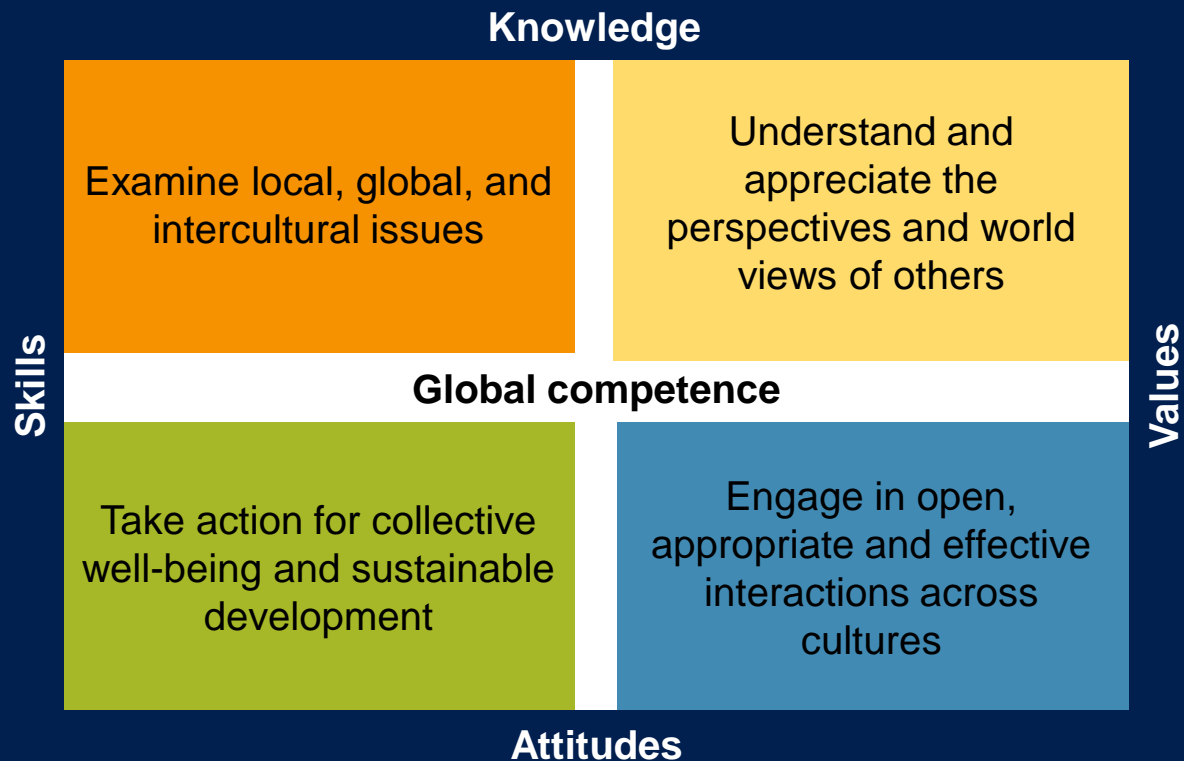 Knowledge
Examine local, global, and
intercultural issues
Understand and
appreciate the
perspectives and world
views of others
Skills
Global competence
Values
Take action for collective
well-being and sustainable
development
Engage in open,
appropriate and effective
interactions across
cultures
Attitudes